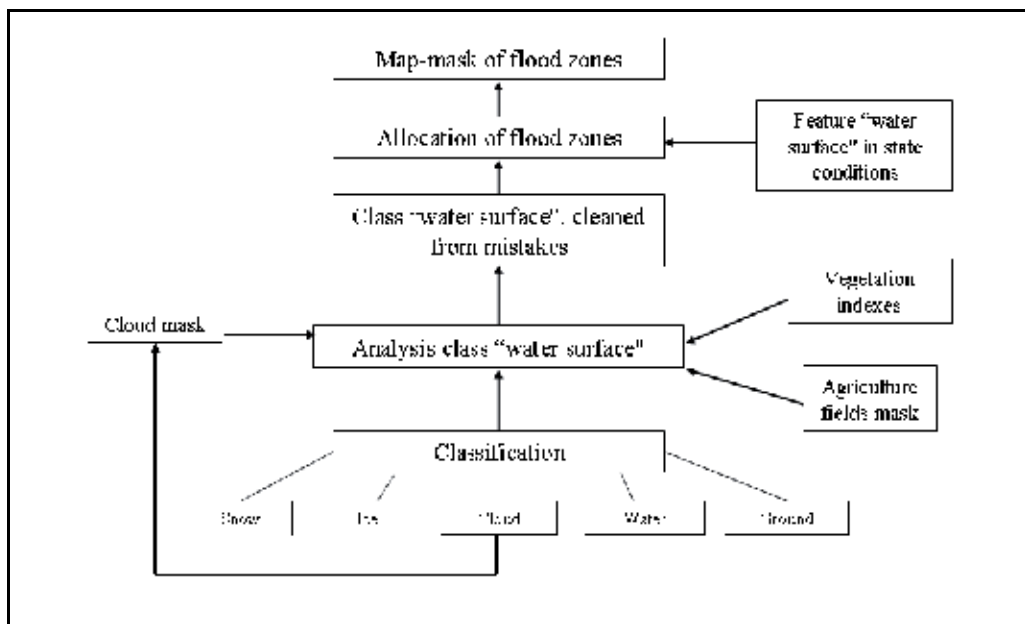 Map-mask of flood zones
Allocation of flood zones
Feature "water
surface" in state
conditions
Class "water surface", cleaned
from mistakes
Vegetation
indexes
Cloud mask
Analysis class "water surface"
Agriculture
fields mask
Classification
Snow
Ice
Cloud
Water
Ground